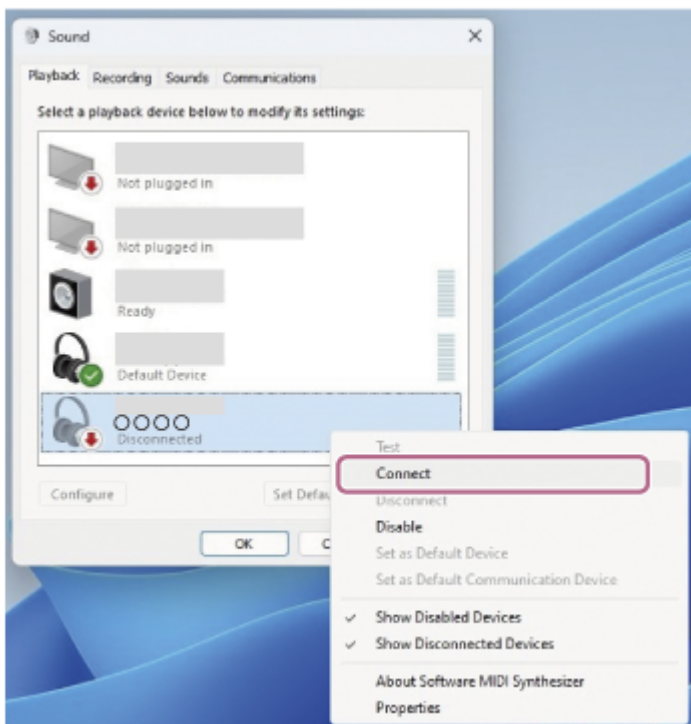 Sound
Playback Recording Sounds Communications
Select a playback device below to modify its settings:
Not plugged in
Not plugged in
Ready
Default Device
OOOO
Disconnected
Configure Set Defau
OK C
Test
Connect
Disconnect
Disable
Set as Default Device
Set as Default Communication Device
Show Disabled Devices
Show Disconnected Devices
About Software MIDI Synthesizer
Properties